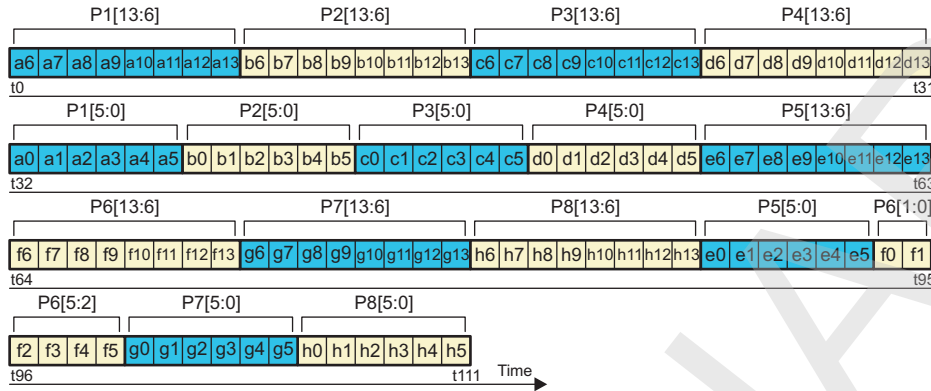 P1[13:6] P2[13:6] P3[13:6] P4[13:6]
a6 a7 a8 a9 a10 a11 a12 a13 b6 b7 b8 b9 b10 b11 b12 b13 c6 c7 c8 c9 c10 c11 c12 c13 d6 d7 d8 d9 d10 d11 d12 d13
t0 t31
P1[5:0] P2[5:0] P3[5:0] P4[5:0] P5[13:6]
a0 a1 a2 a3 a4 a5 b0 b1 b2 b3 b4 b5 c0 c1 c2 c3 c4 c5 d0 d1 d2 d3 d4 d5 e6 e7 e8 e9 e10 e11 e12 e13
t32 t63
P6[13:6] P7[13:6] P8[13:6] P5[5:0] P6[1:0]
f6 f7 f8 f9 f10 f11 f12 f13 g6 g7 g8 g9 g10 g11 g12 g13 h6 h7 h8 h9 h10 h11 h12 h13 e0 e1 e2 e3 e4 e5 f0 f1
t64 t95
P6[5:2] P7[5:0] P8[5:0]
f2 f3 f4 f5 g0 g1 g2 g3 g4 g5 h0 h1 h2 h3 h4 h5
t96 t111 Time